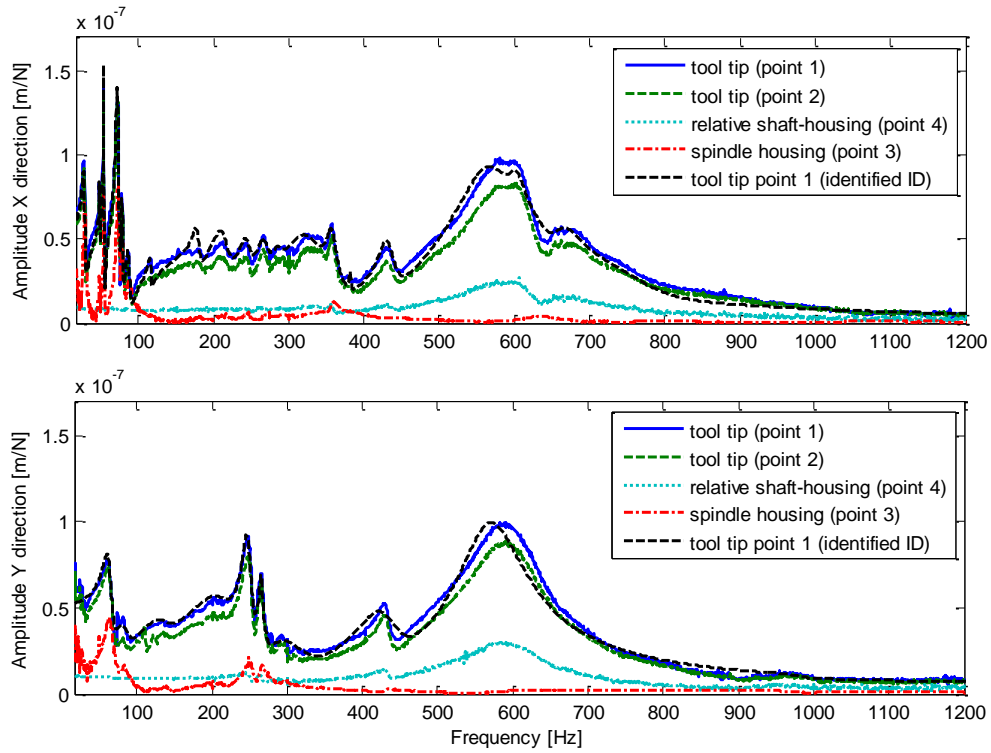 x 10-7
1.5
1
0.5
0
Amplitude X direction [m/N]
tool tip (point 1)
tool tip (point 2)
relative shaft-housing (point 4)
spindle housing (point 3)
tool tip point 1 (identified ID)
100 200 300 400 500 600 700 800 900 1000 1100 1200
x 10-7
1.5
1
0.5
0
Amplitude Y direction [m/N]
tool tip (point 1)
tool tip (point 2)
relative shaft-housing (point 4)
spindle housing (point 3)
tool tip point 1 (identified ID)
100 200 300 400 500 600 700 800 900 1000 1100 1200
Frequency [Hz]